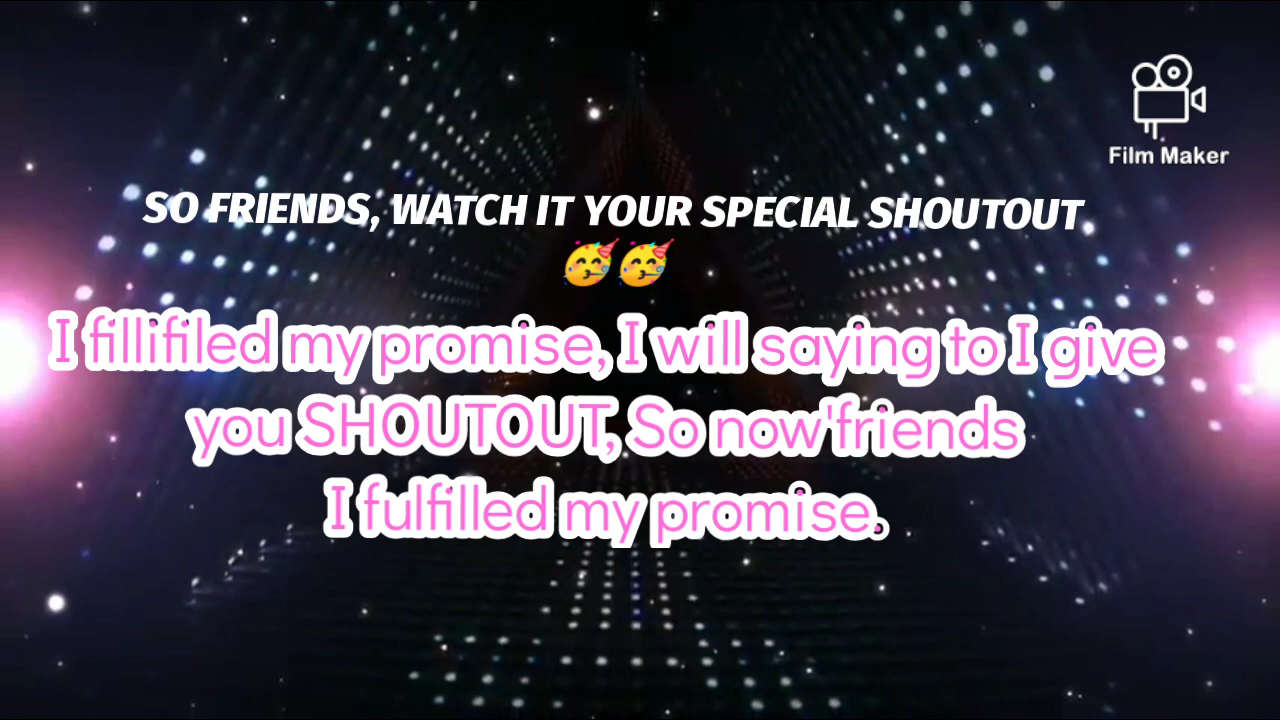 Film Maker
SO FRIENDS, WATCH IT YOUR SPECIAL SHOUTOUT
🥳🥳
I fillifiled my promise, I will saying to I give
you SHOUTOUT, So now'friends
I fulfilled my promise.